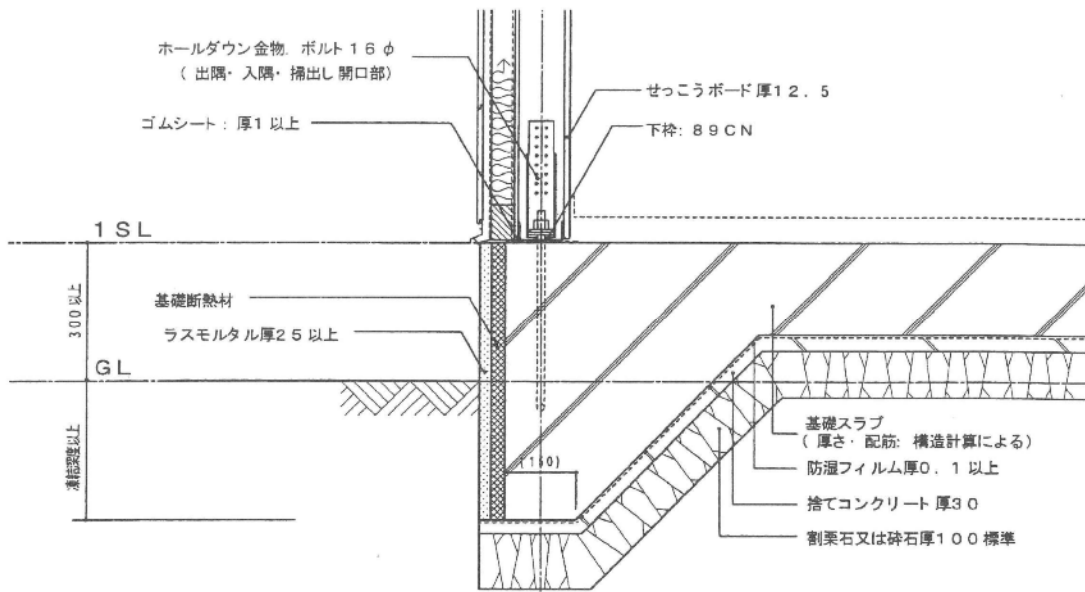 ホールダウン金物．ボルト１６φ
（ 出隅・入隅・掃出し開口部）
ゴムシート：厚1以上
せっこうボード厚１２．５
下枠：８９ＣＮ
１ＳＬ
300以上
基礎断熱材
ラスモルタル厚２５以上
ＧＬ
凍結深度以上
(150)
基礎スラブ
（ 厚さ・配筋：構造計算による）
防湿フィルム厚０．１以上
捨てコンクリート厚３０
割栗石又は砕石厚１００標準